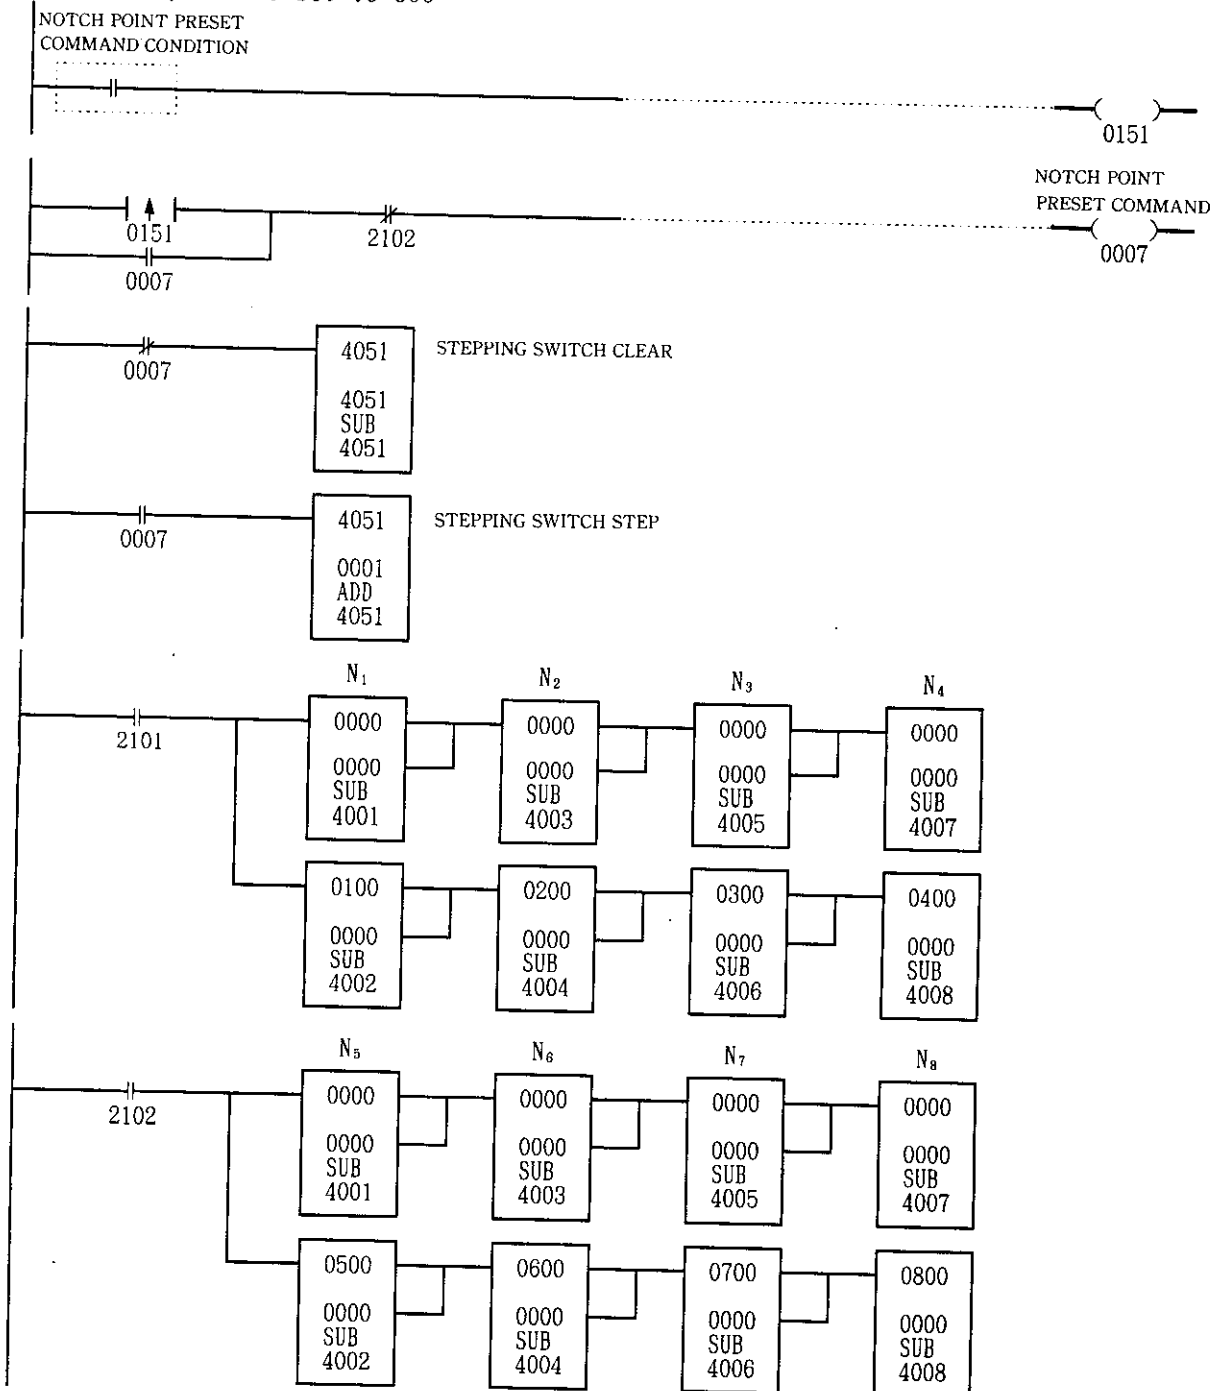 NOTCH POINT PRESET
COMMAND CONDITION
0151
NOTCH POINT
PRESET COMMAND
0151
2102
0007
0007
0007
4051
4051
SUB
4051
STEPPING SWITCH CLEAR
0007
4051
0001
ADD
4051
STEPPING SWITCH STEP
2101
N₁ N₂ N₃ N₄
0000 0000 0000 0000
0000 0000 0000 0000
SUB SUB SUB SUB
4001 4003 4005 4007
0100 0200 0300 0400
0000 0000 0000 0000
SUB SUB SUB SUB
4002 4004 4006 4008
2102
N₅ N₆ N₇ N₈
0000 0000 0000 0000
0000 0000 0000 0000
SUB SUB SUB SUB
4001 4003 4005 4007
0500 0600 0700 0800
0000 0000 0000 0000
SUB SUB SUB SUB
4002 4004 4006 4008